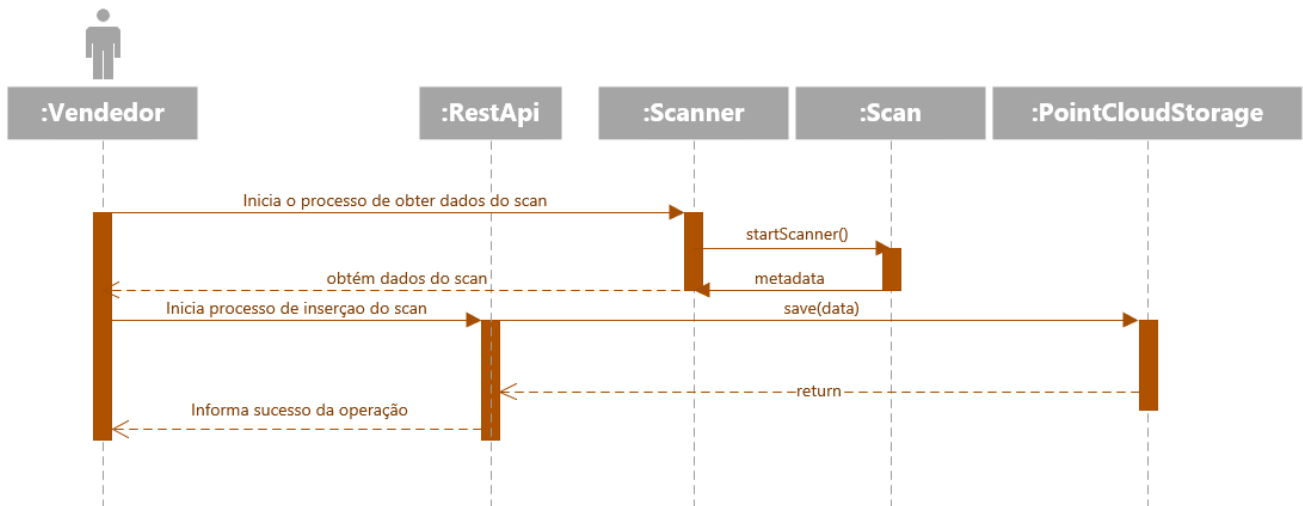 :Vendedor
:RestApi
:Scanner
:Scan
:PointCloudStorage
Inicia o processo de obter dados do scan
startScanner()
obtém dados do scan
metadata
Inicia processo de inserçao do scan
save(data)
return
Informa sucesso da operação